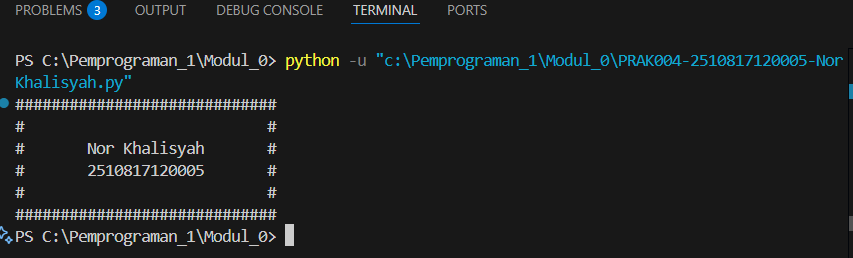 PROBLEMS 3 OUTPUT DEBUG CONSOLE TERMINAL PORTS
PS C:\Pemprograman_1\Modul_0> python -u "c:\Pemprograman_1\Modul_0\PRAK004-2510817120005-Nor
Khalisyah.py"
##############################
#                            #
#       Nor Khalisyah        #
#       2510817120005        #
#                            #
##############################
PS C:\Pemprograman_1\Modul_0>